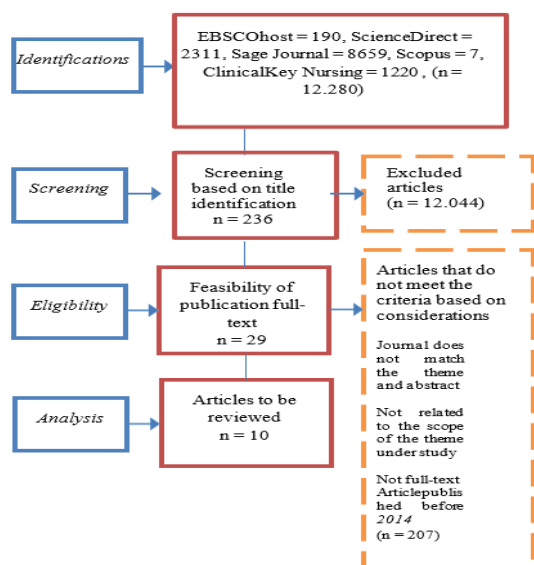 EBSCOhost = 190, ScienceDirect =
2311, Sage Journal = 8659, Scopus = 7,
ClinicalKey Nursing = 1220 , (n =
12.280)
Identifications
Screening
Screening
based on title
identification
n = 236
Excluded
articles
(n = 12.044)
Eligibility
Feasibility of
publication full-
text
n = 29
Articles that do
not meet the
criteria based on
considerations
Journal does
not match
the theme
and abstract
Not related
to the scope
of the theme
under study
Not full-text
Articlepublis
hed before
2014
(n = 207)
Analysis
Articles to be
reviewed
n = 10